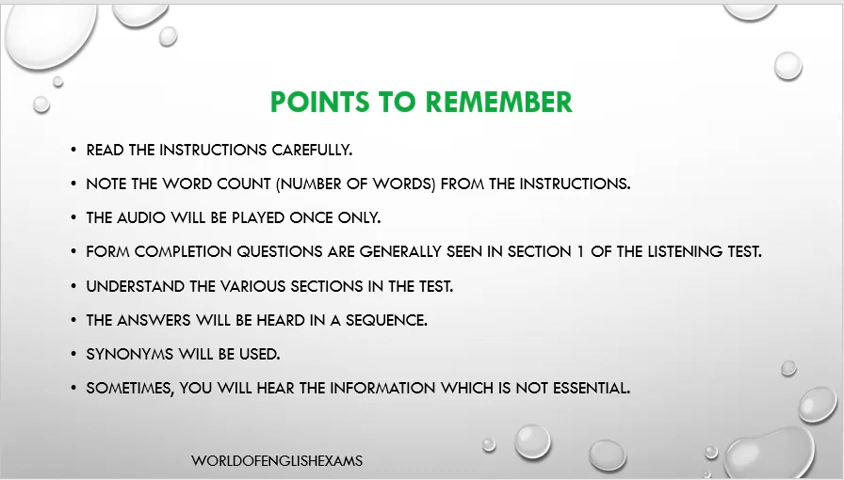 POINTS TO REMEMBER
• READ THE INSTRUCTIONS CAREFULLY.
• NOTE THE WORD COUNT (NUMBER OF WORDS) FROM THE INSTRUCTIONS.
• THE AUDIO WILL BE PLAYED ONCE ONLY.
• FORM COMPLETION QUESTIONS ARE GENERALLY SEEN IN SECTION 1 OF THE LISTENING TEST.
• UNDERSTAND THE VARIOUS SECTIONS IN THE TEST.
• THE ANSWERS WILL BE HEARD IN A SEQUENCE.
• SYNONYMS WILL BE USED.
• SOMETIMES, YOU WILL HEAR THE INFORMATION WHICH IS NOT ESSENTIAL.
WORLDOFENGLISHEXAMS